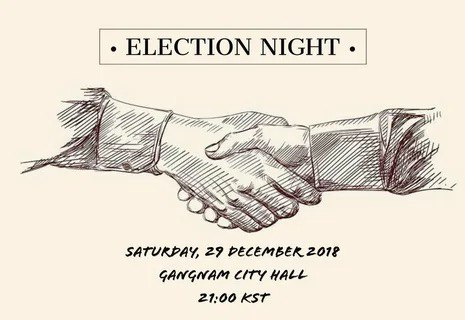 • ELECTION NIGHT •
SATURDAY, 29 DECEMBER 2018
GANGNAM CITY HALL
21:00 KST